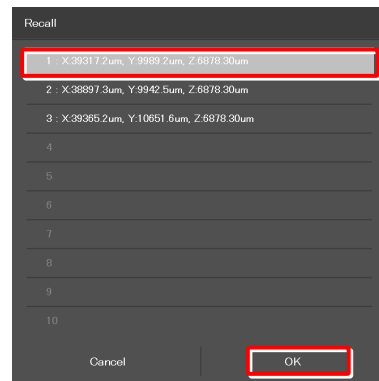 Recall
1 : X:39317.2um, Y:9989.2um, Z:6878.30um
2 : X:38897.3um, Y:9942.5um, Z:6878.30um
3 : X:39365.2um, Y:10651.6um, Z:6878.30um
4
5
6
7
8
9
10
Cancel OK